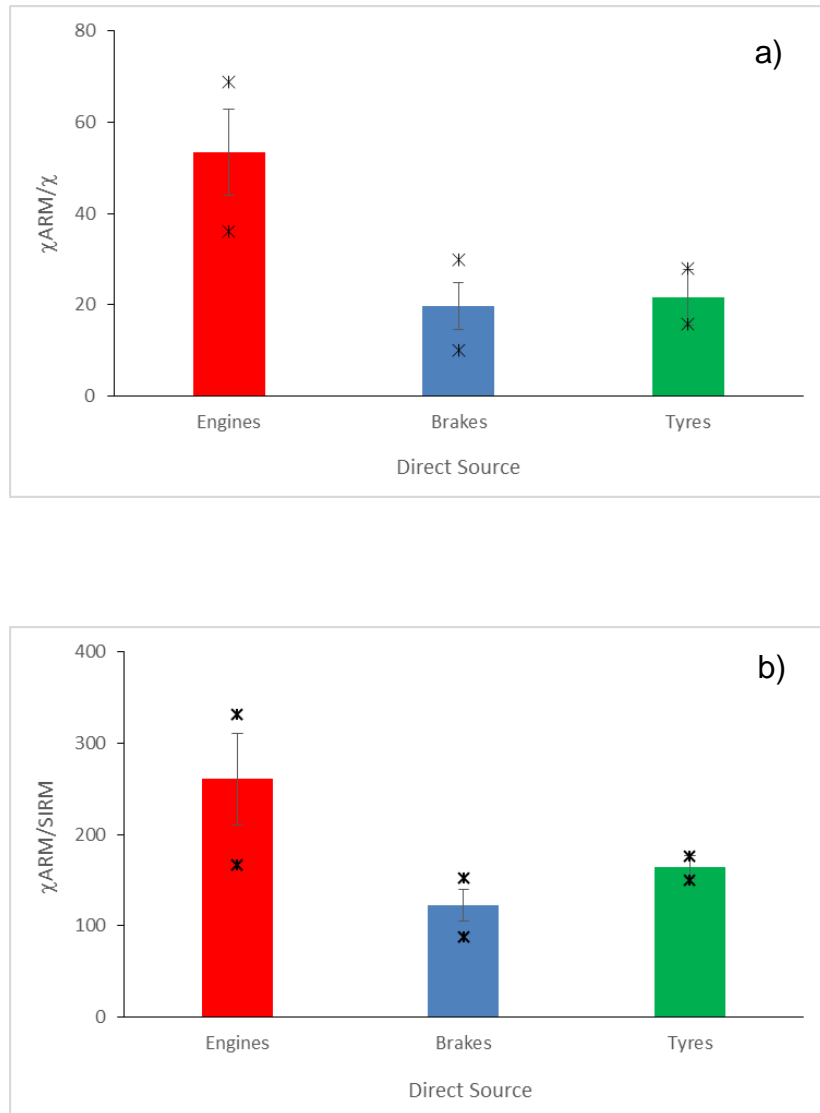 a)
80
60
40
20
0
χARM/χ
Engines Brakes Tyres
Direct Source
b)
400
300
200
100
0
χARM/SIRM
Engines Brakes Tyres
Direct Source